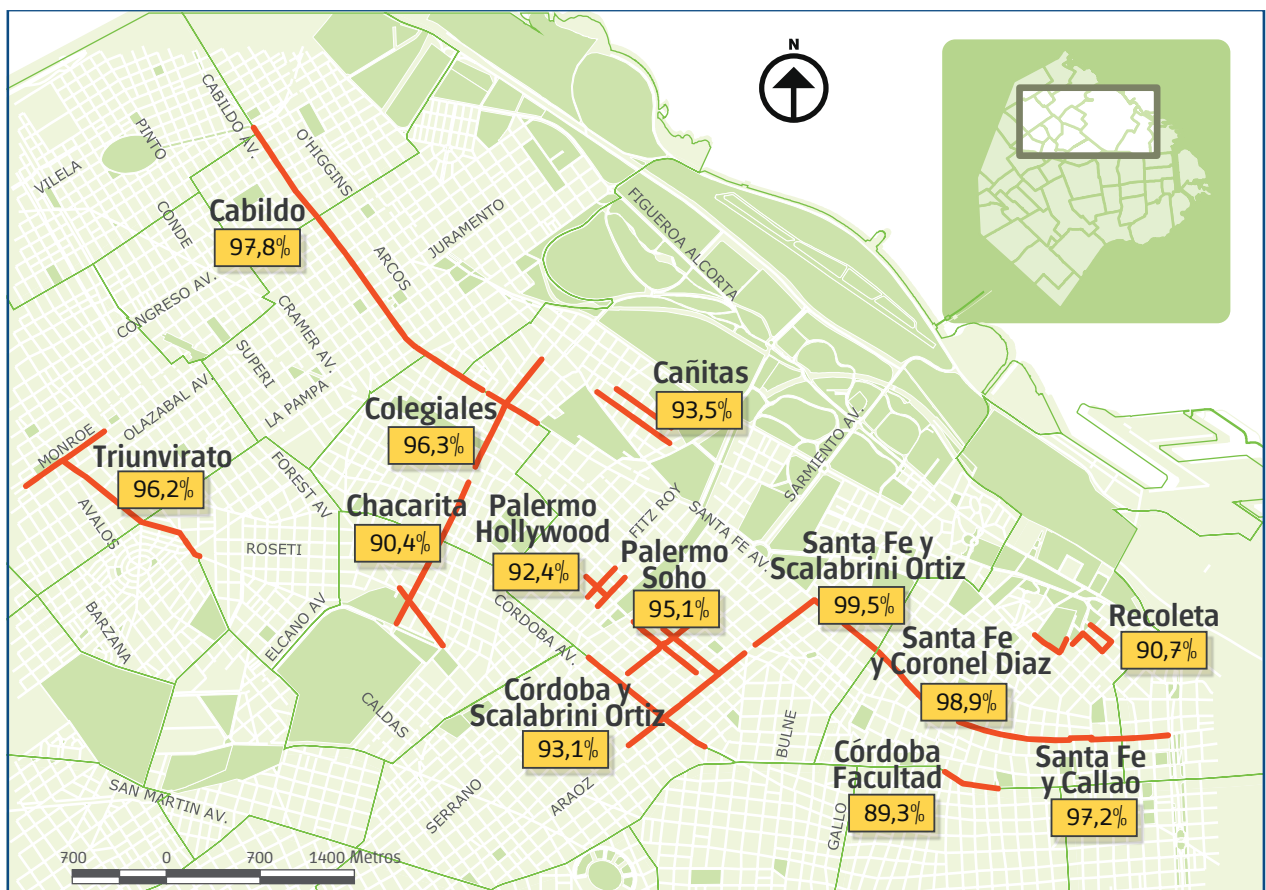 N
CABILDO AV.
PINTO
O'HIGGINS
VILELA
Cabildo
97,8%
CONDE
ARCOS
JURAMENTO
FIGUEROA ALCORTA
CONGRESO AV.
CRAMER AV.
SUPERI
LA PAMPA
OLAZABAL AV.
MONROE
Cañitas
93,5%
Colegiales
96,3%
SARMIENTO AV.
Triunvirato
96,2%
FOREST AV
AVALOS
ROSETI
Chacarita
90,4%
Palermo
Hollywood
92,4%
FITZ ROY
SANTA FE AV.
Palermo
Soho
95,1%
Santa Fe y
Scalabrini Ortiz
99,5%
Recoleta
90,7%
Santa Fe
y Coronel Diaz
98,9%
BARZANA
ELCANO AV
CORDOBA AV.
CALDAS
Córdoba y
Scalabrini Ortiz
93,1%
BULNE
Córdoba
Facultad
89,3%
Santa Fe
y Callao
97,2%
SAN MARTIN AV.
SERRANO
ARAOZ
GALLO
700 0 700 1400 Metros